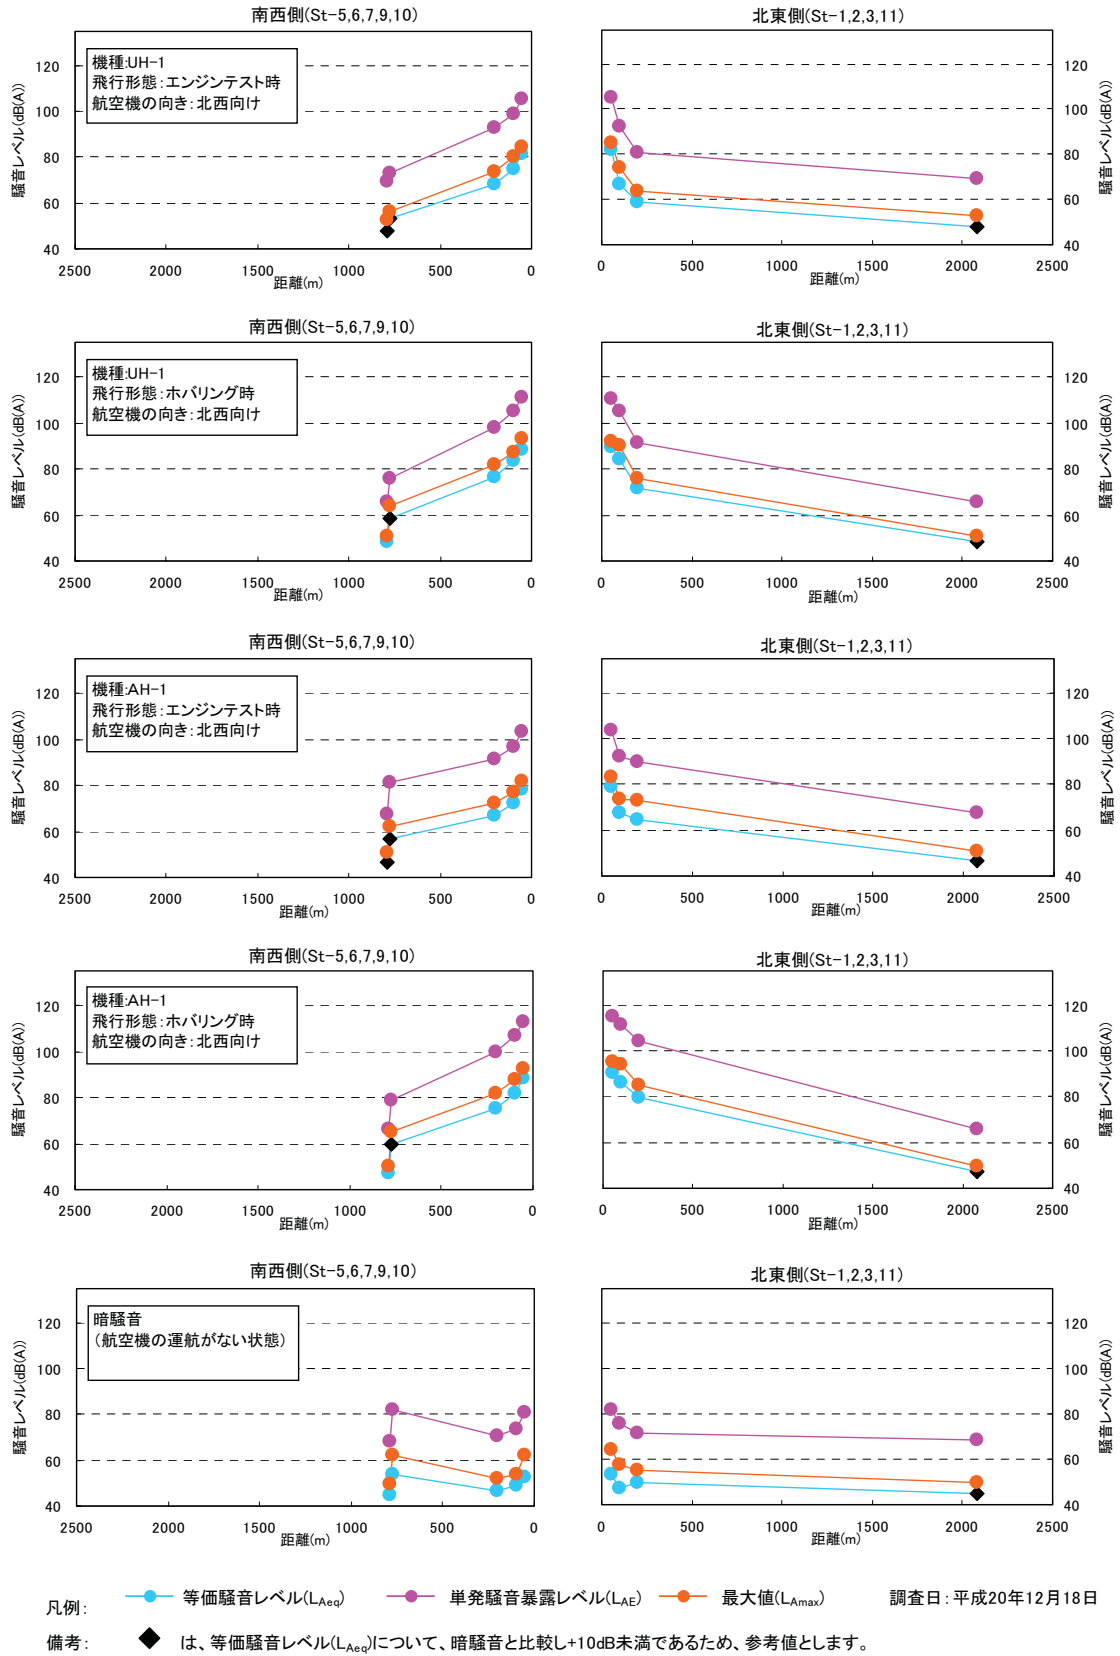 南西側(St-5,6,7,9,10)
北東側(St-1,2,3,11)
騒音レベル(dB(A))
120
100
80
60
40
機種:UH-1
飛行形態:エンジンテスト時
航空機の向き:北西向け
2500 2000 1500 1000 500 0
距離(m)
120
100
80
60
40
0 500 1000 1500 2000 2500
距離(m)
騒音レベル(dB(A))
南西側(St-5,6,7,9,10)
北東側(St-1,2,3,11)
騒音レベル(dB(A))
120
100
80
60
40
機種:UH-1
飛行形態:ホバリング時
航空機の向き:北西向け
2500 2000 1500 1000 500 0
距離(m)
120
100
80
60
40
0 500 1000 1500 2000 2500
距離(m)
騒音レベル(dB(A))
南西側(St-5,6,7,9,10)
北東側(St-1,2,3,11)
騒音レベル(dB(A))
120
100
80
60
40
機種:AH-1
飛行形態:エンジンテスト時
航空機の向き:北西向け
2500 2000 1500 1000 500 0
距離(m)
120
100
80
60
40
0 500 1000 1500 2000 2500
距離(m)
騒音レベル(dB(A))
南西側(St-5,6,7,9,10)
北東側(St-1,2,3,11)
騒音レベル(dB(A))
120
100
80
60
40
機種:AH-1
飛行形態:ホバリング時
航空機の向き:北西向け
2500 2000 1500 1000 500 0
距離(m)
120
100
80
60
40
0 500 1000 1500 2000 2500
距離(m)
騒音レベル(dB(A))
南西側(St-5,6,7,9,10)
北東側(St-1,2,3,11)
騒音レベル(dB(A))
120
100
80
60
40
暗騒音
(航空機の運航がない状態)
2500 2000 1500 1000 500 0
距離(m)
120
100
80
60
40
0 500 1000 1500 2000 2500
距離(m)
騒音レベル(dB(A))
凡例: 等価騒音レベル(LAeq) 単発騒音暴露レベル(LAE) 最大値(LAmax) 調査日:平成20年12月18日
備考: ◆ は、等価騒音レベル(LAeq)について、暗騒音と比較し+10dB未満であるため、参考値とします。